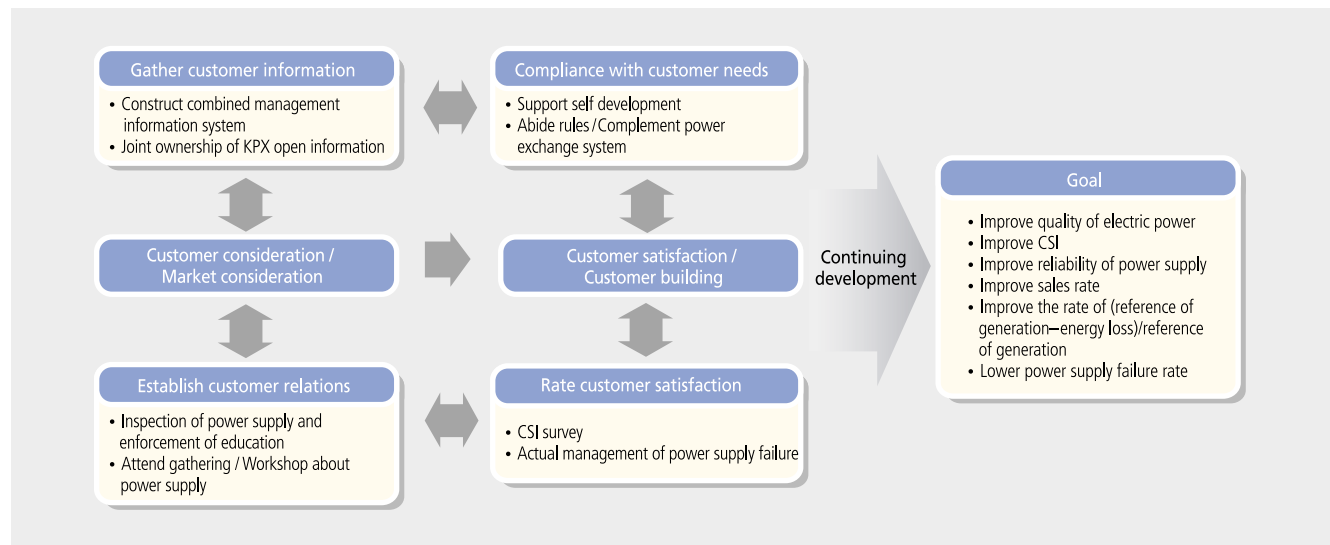 Gather customer information
• Construct combined management
information system
• Joint ownership of KPX open information
Compliance with customer needs
• Support self development
• Abide rules/Complement power
exchange system
Customer consideration /
Market consideration
Customer satisfaction /
Customer building
Establish customer relations
• Inspection of power supply and
enforcement of education
• Attend gathering / Workshop about
power supply
Rate customer satisfaction
• CSI survey
• Actual management of power supply failure
Continuing
development
Goal
• Improve quality of electric power
• Improve CSI
• Improve reliability of power supply
• Improve sales rate
• Improve the rate of (reference of
generation–energy loss)/reference
of generation
• Lower power supply failure rate